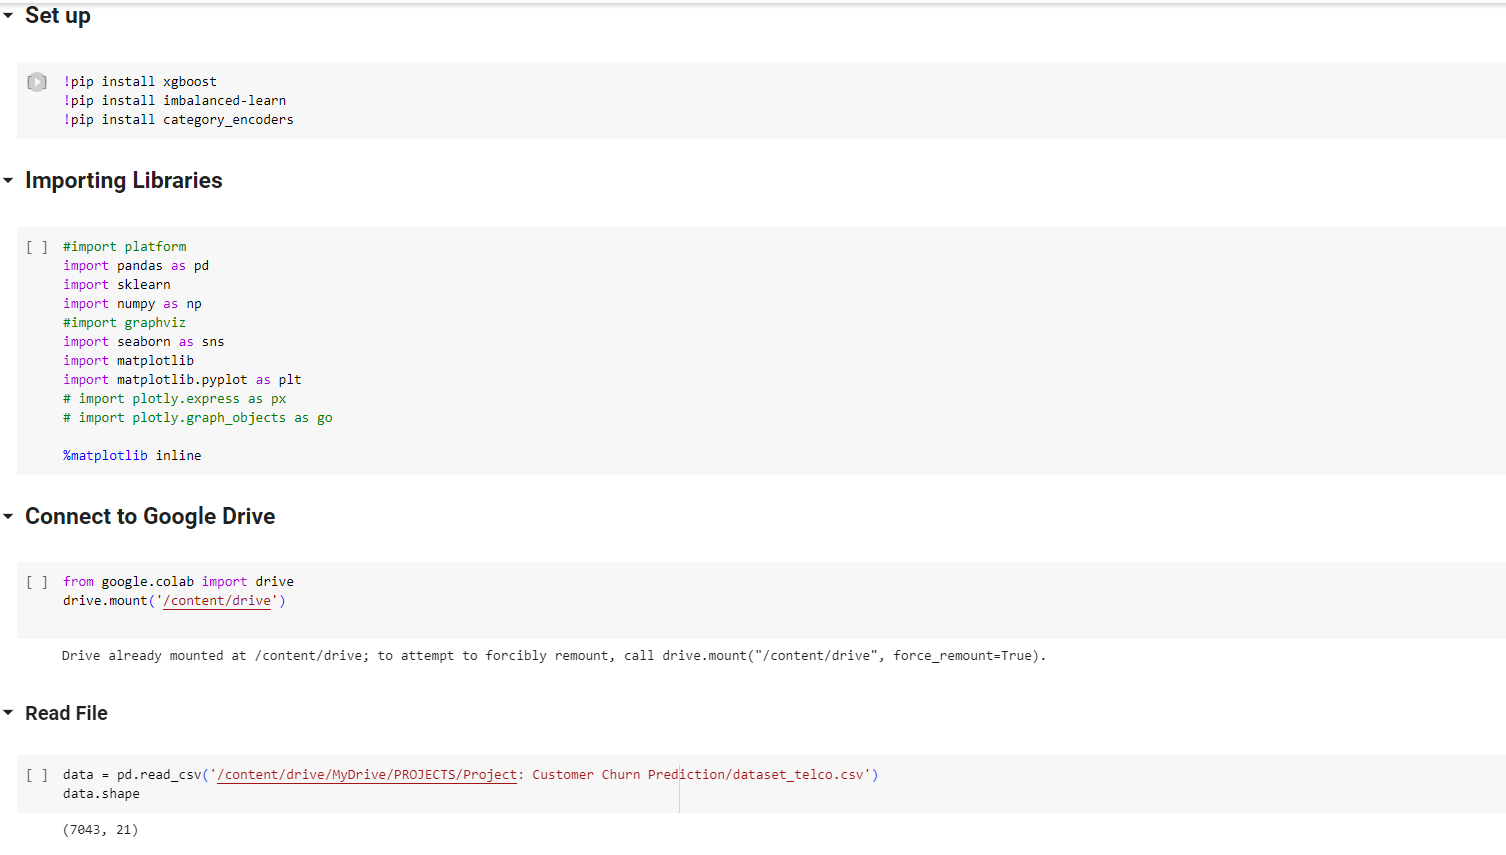 Set up
!pip install xgboost
!pip install imbalanced-learn
!pip install category_encoders
Importing Libraries
[ ] #import platform
import pandas as pd
import sklearn
import numpy as np
#import graphviz
import seaborn as sns
import matplotlib
import matplotlib.pyplot as plt
# import plotly.express as px
# import plotly.graph_objects as go
%matplotlib inline
Connect to Google Drive
[ ] from google.colab import drive
drive.mount('/content/drive')
Drive already mounted at /content/drive; to attempt to forcibly remount, call drive.mount("/content/drive", force_remount=True).
Read File
[ ] data = pd.read_csv('/content/drive/MyDrive/PROJECTS/Project: Customer Churn Prediction/dataset_telco.csv')
data.shape
(7043, 21)